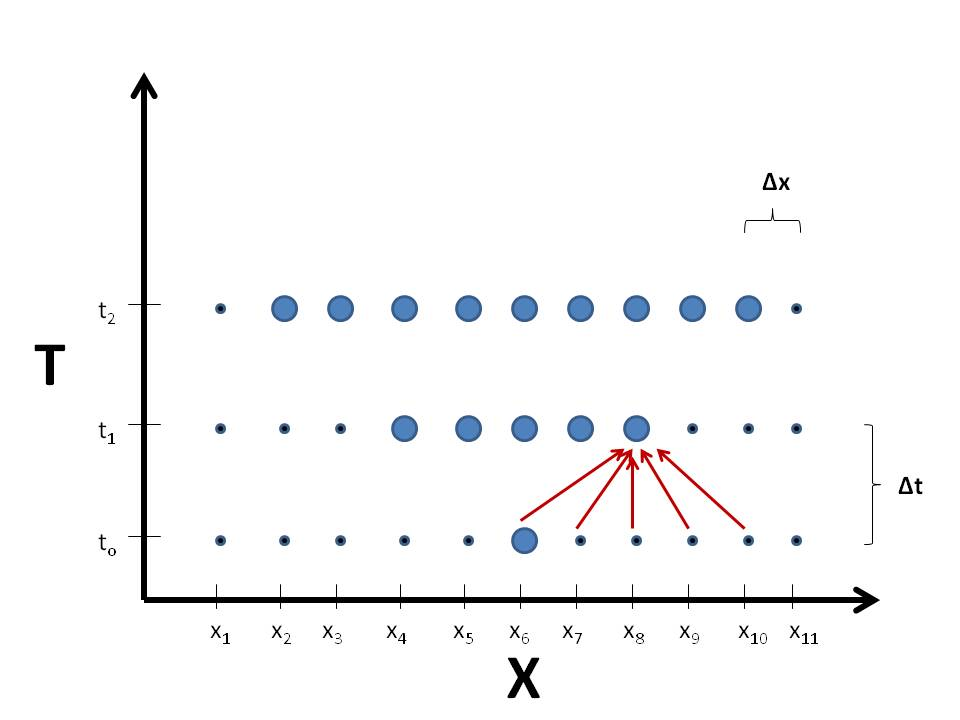 Δx
t₂
T
t₁
Δt
tₒ
x₁ x₂ x₃ x₄ x₅ x₆ x₇ x₈ x₉ x₁₀ x₁₁
X